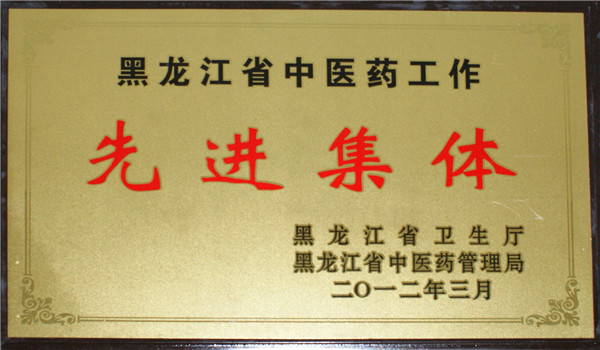 黑龙江省中医药工作
先进集体
黑龙江省卫生厅
黑龙江省中医药管理局
二〇一二年三月